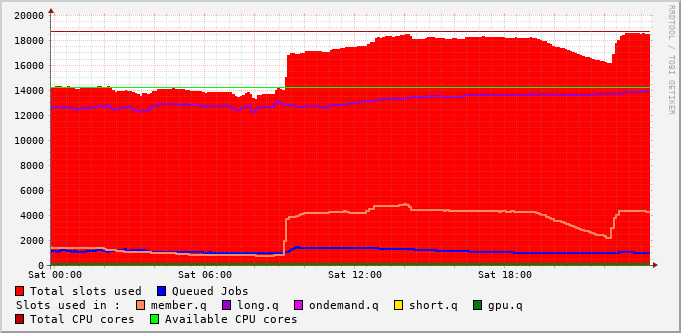 20000
18000
16000
14000
12000
10000
8000
6000
4000
2000
0
Sat 00:00 Sat 06:00 Sat 12:00 Sat 18:00
RRDTOOL / TOBI OETIKER
Total slots used Queued Jobs
Slots used in : member.q long.q ondemand.q short.q gpu.q
Total CPU cores Available CPU cores